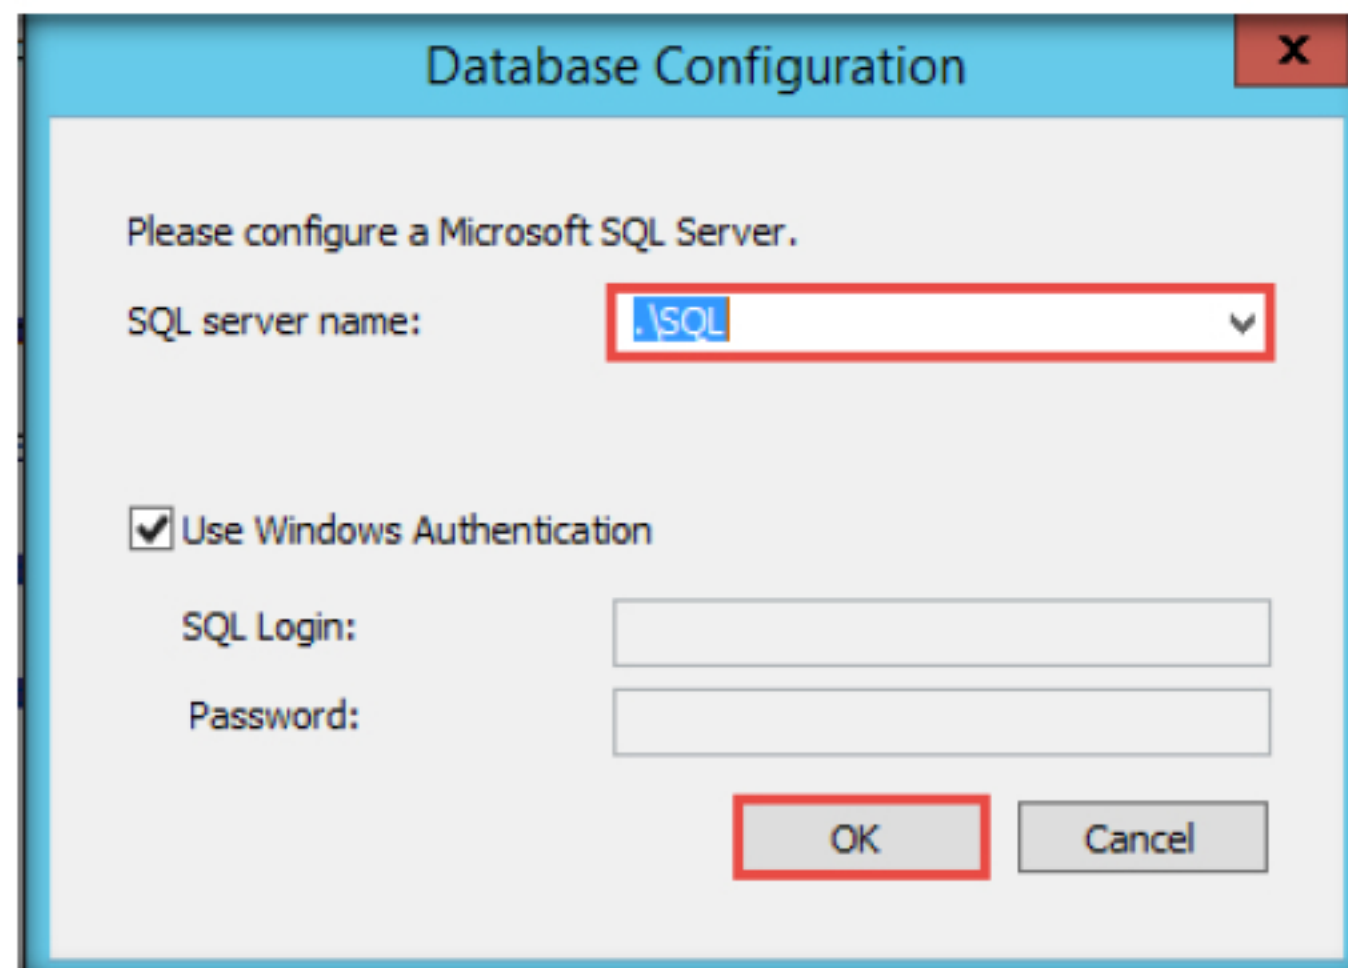 Database Configuration
x
Please configure a Microsoft SQL Server.
SQL server name: .\SQL
Use Windows Authentication
SQL Login:
Password:
OK Cancel